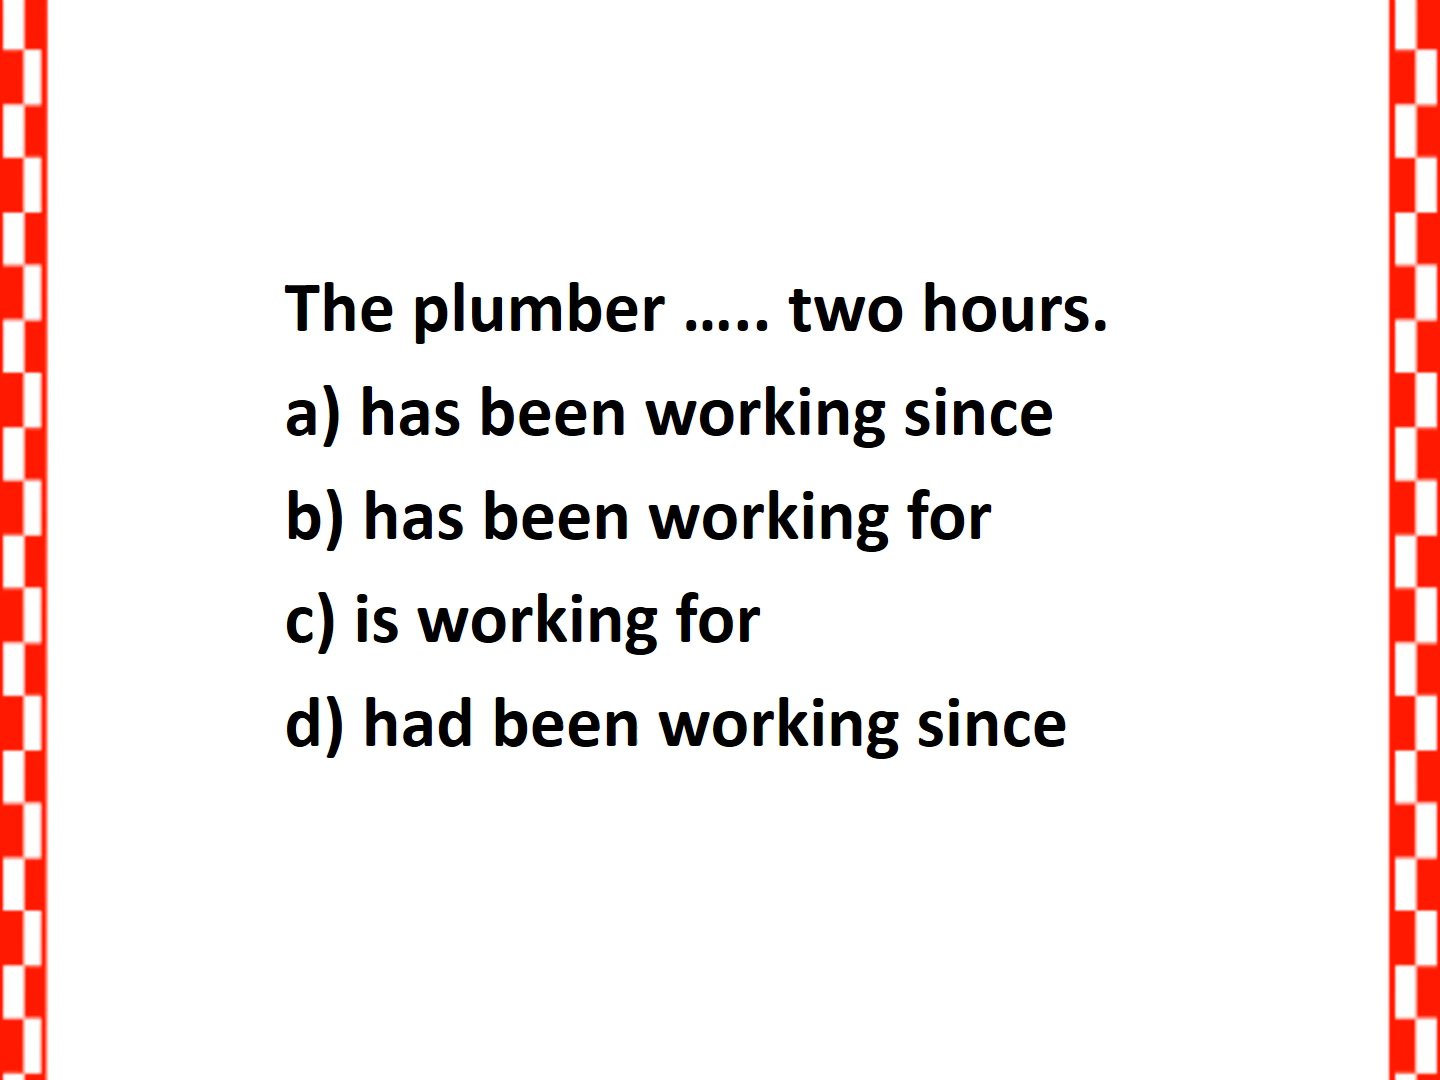 The plumber ….. two hours.
a) has been working since
b) has been working for
c) is working for
d) had been working since